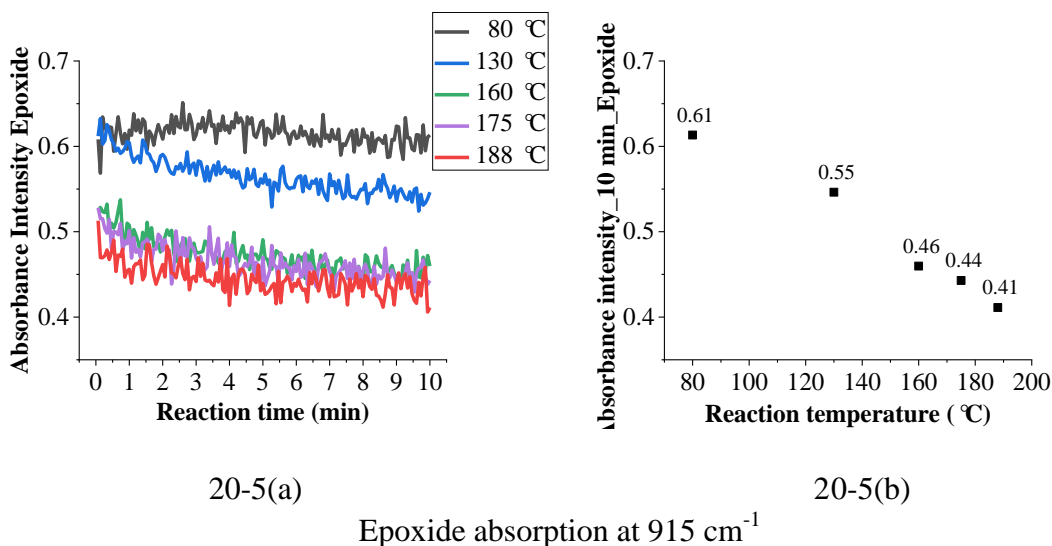 80 ℃
130 ℃
160 ℃
175 ℃
188 ℃
Absorbance Intensity Epoxide
0.7
0.6
0.5
0.4
0 1 2 3 4 5 6 7 8 9 10
Reaction time (min)
Absorbance intensity_10 min_Epoxide
0.7
0.6
0.5
0.4
0.61
0.55
0.46
0.44
0.41
80 100 120 140 160 180 200
Reaction temperature ( ℃)
20-5(a)
20-5(b)
Epoxide absorption at 915 cm⁻¹